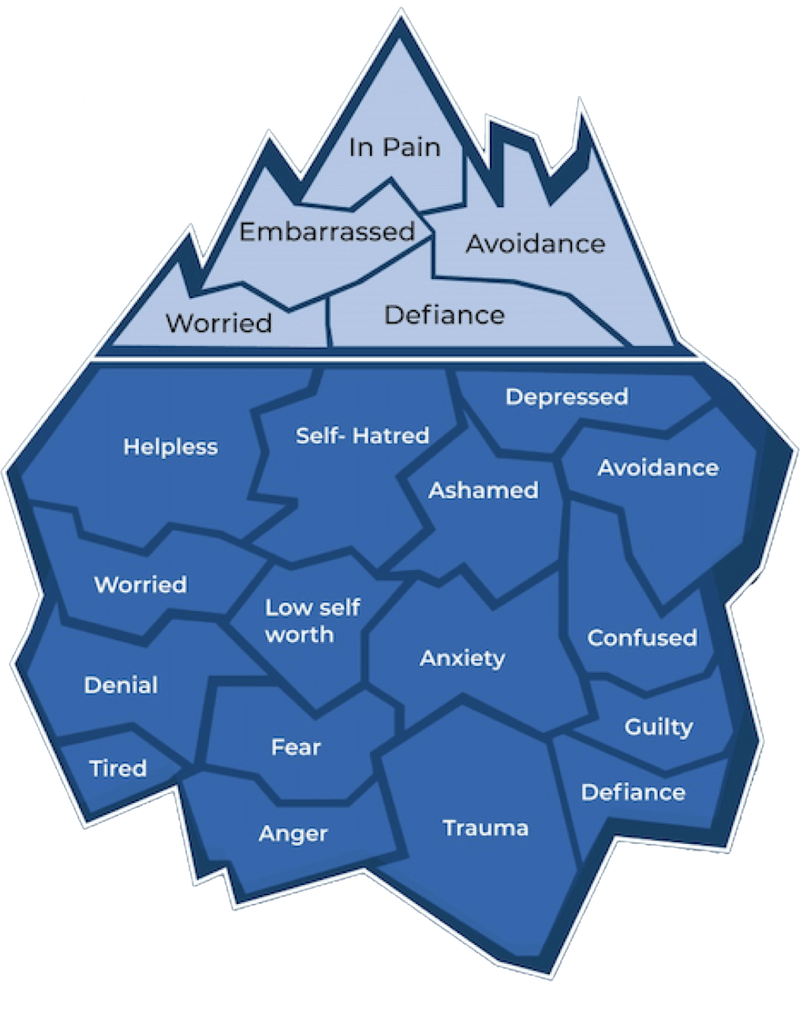 In Pain
Embarrassed
Avoidance
Worried
Defiance
Depressed
Helpless
Self- Hatred
Avoidance
Ashamed
Worried
Low self
worth
Confused
Anxiety
Denial
Guilty
Fear
Tired
Defiance
Anger
Trauma